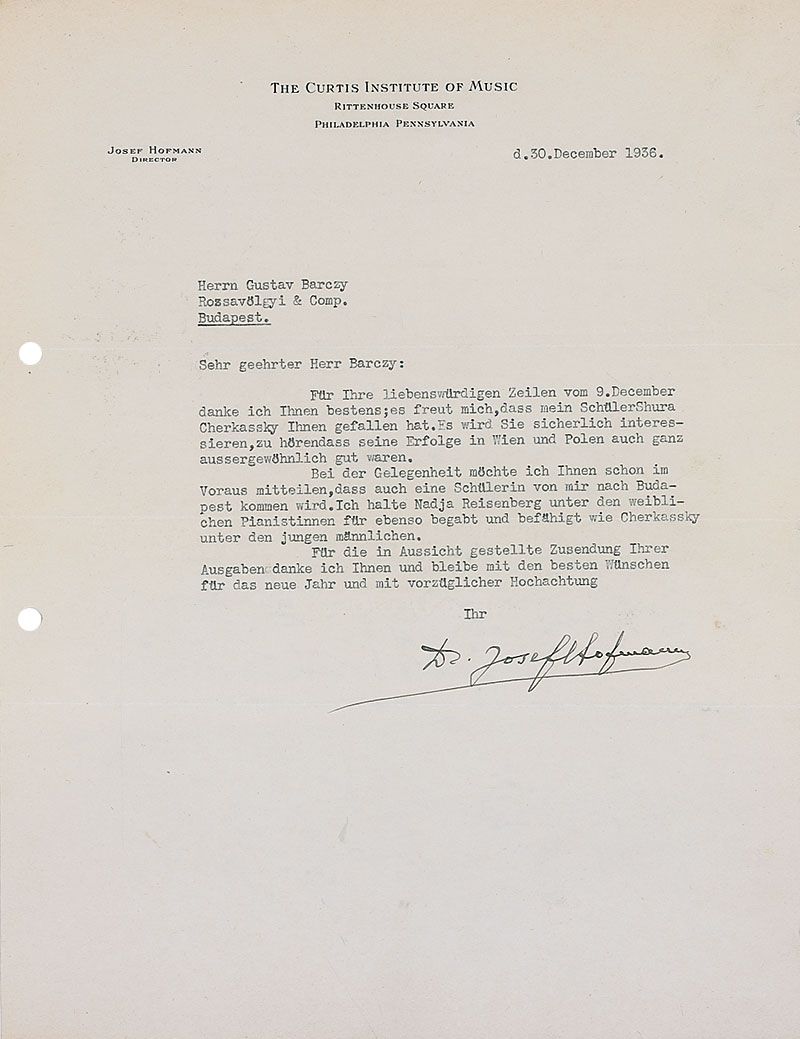 THE CURTIS INSTITUTE OF MUSIC
RITTENHOUSE SQUARE
PHILADELPHIA PENNSYLVANIA
JOSEF HOFMANN
DIRECTOR
d.30.December 1936.
Herrn Gustav Barczy
Rozsavölgyi & Comp.
Budapest.
Sehr geehrter Herr Barczy:
Für Ihre liebenswürdigen Zeilen vom 9.December
danke ich Ihnen bestens;es freut mich,dass mein SchülerShura
Cherkassky Ihnen gefallen hat.Es wird Sie sicherlich interes-
sieren,zu hörendass seine Erfolge in Wien und Polen auch ganz
aussergewöhnlich gut waren.
Bei der Gelegenheit möchte ich Ihnen schon im
Voraus mitteilen,dass auch eine Schülerin von mir nach Buda-
pest kommen wird.Ich halte Nadja Reisenberg unter den weibli-
chen Pianistinnen für ebenso begabt und befähigt wie Cherkassky
unter den jungen männlichen.
Für die in Aussicht gestellte Zusendung Ihrer
Ausgaben danke ich Ihnen und bleibe mit den besten Wünschen
für das neue Jahr und mit vorzüglicher Hochachtung
Ihr
Dr. Josef Hofmann